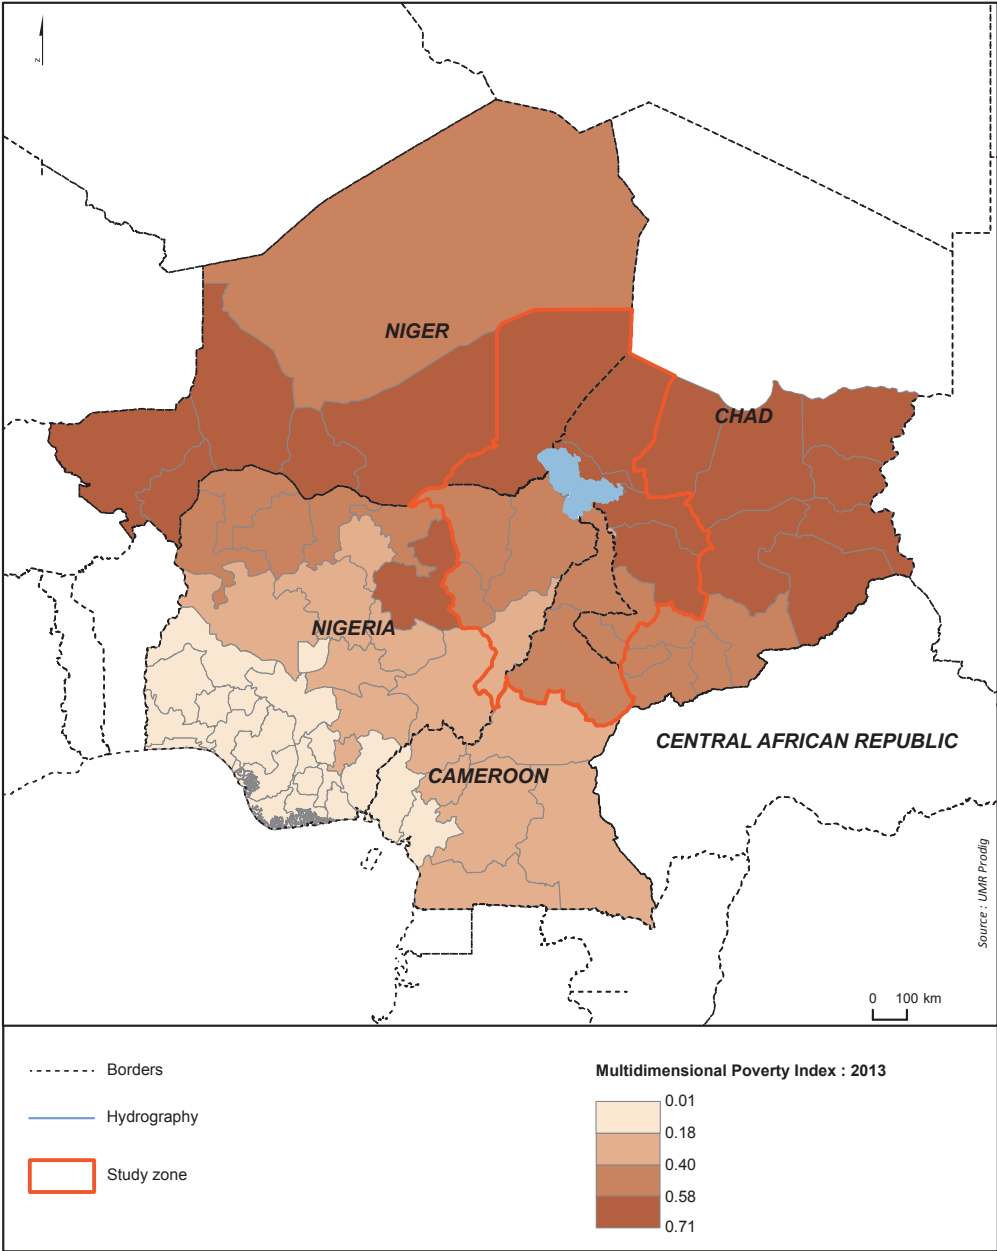 z
NIGER
CHAD
NIGERIA
CENTRAL AFRICAN REPUBLIC
CAMEROON
Source : UMR Prodig
0 100 km
Borders
Hydrography
Study zone
Multidimensional Poverty Index : 2013
0.01
0.18
0.40
0.58
0.71